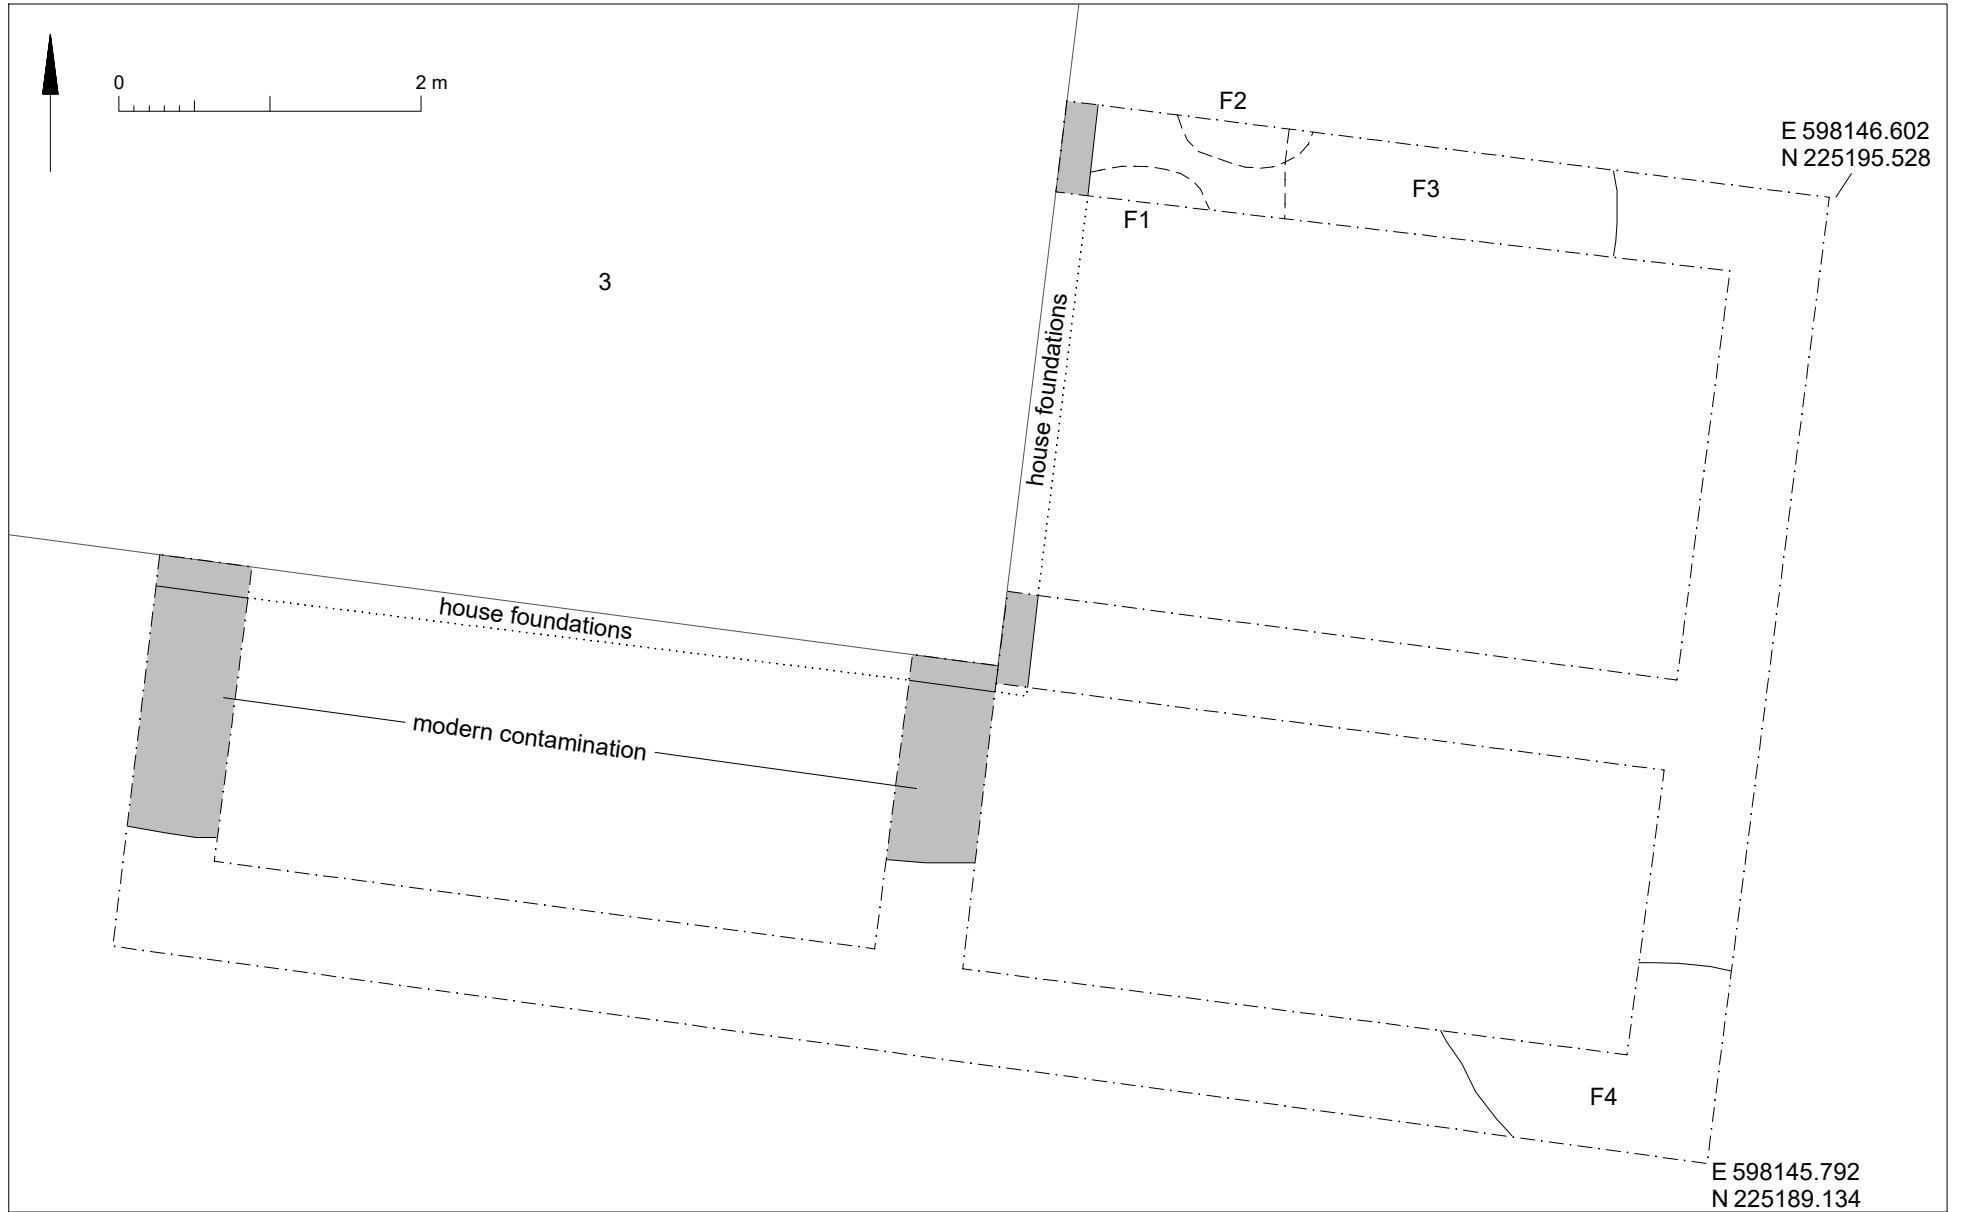 0 2 m
F2
E 598146.602
N 225195.528
F3
F1
3
house foundations
house foundations
modern contamination
F4
E 598145.792
N 225189.134